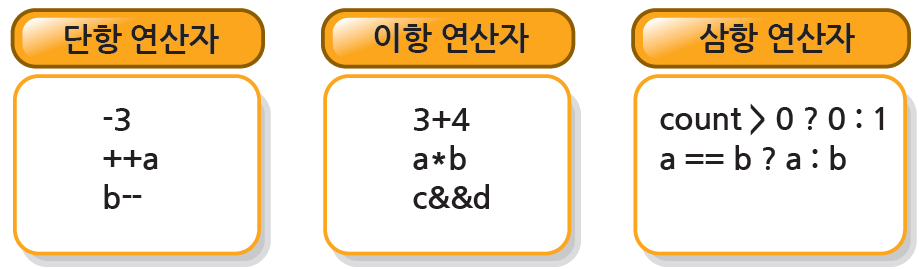 단항 연산자
-3
++a
b--
이항 연산자
3+4
a*b
c&&d
삼항 연산자
count > 0 ? 0 : 1
a == b ? a : b